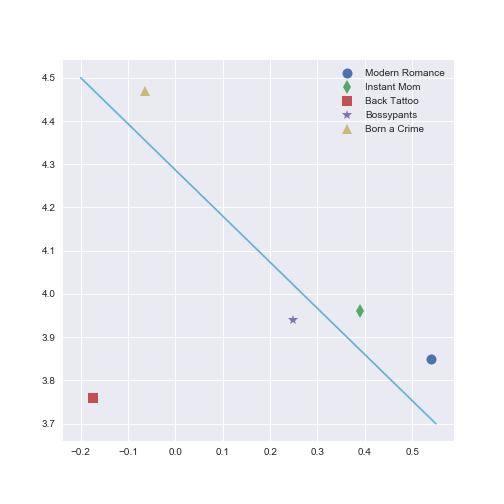 Modern Romance
Instant Mom
Back Tattoo
Bossypants
Born a Crime
4.5
4.4
4.3
4.2
4.1
4.0
3.9
3.8
3.7
−0.2 −0.1 0.0 0.1 0.2 0.3 0.4 0.5